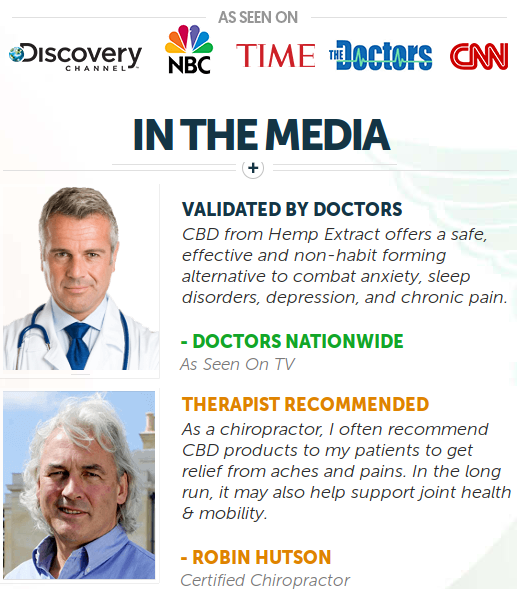 AS SEEN ON
Discovery NBC TIME THE DOCTORS CNN
CHANNEL
IN THE MEDIA
+
VALIDATED BY DOCTORS
CBD from Hemp Extract offers a safe,
effective and non-habit forming
alternative to combat anxiety, sleep
disorders, depression, and chronic pain.
- DOCTORS NATIONWIDE
As Seen On TV
THERAPIST RECOMMENDED
As a chiropractor, I often recommend
CBD products to my patients to get
relief from aches and pains. In the long
run, it may also help support joint health
& mobility.
- ROBIN HUTSON
Certified Chiropractor